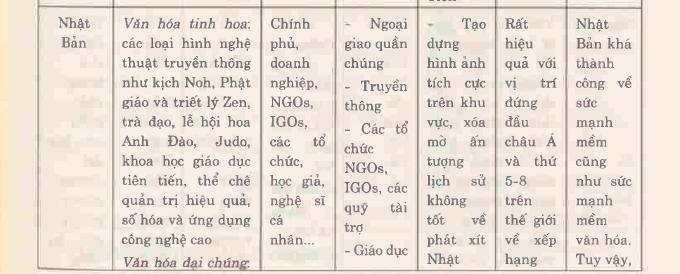 Nhật
Bản
Văn hóa tinh hoa:
các loại hình nghệ
thuật truyền thống
như kịch Noh, Phật
giáo và triết lý Zen,
trà đạo, lễ hội hoa
Anh Đào, Judo,
khoa học giáo dục
tiên tiến, thể chế
quản trị hiệu quả,
số hóa và ứng dụng
công nghệ cao
Văn hóa đại chúng:
Chính
phủ,
doanh
nghiệp,
NGOs,
IGOs,
các tổ
chức,
học giả,
nghệ sĩ
cá
nhân...
- Ngoại
giao quần
chúng
- Truyền
thông
- Các tổ
chức
NGOs,
IGOs, các
quỹ tài
trợ
- Giáo dục
- Tạo
dựng
hình ảnh
tích cực
trên khu
vực, xóa
mờ ấn
tượng
lịch sử
không
tốt về
phát xít
Nhật
Rất
hiệu
quả với
vị trí
đứng
đầu
châu Á
và thứ
5-8
trên
thế giới
về xếp
hạng
Nhật
Bản khá
thành
công về
sức
mạnh
mềm
cũng
như sức
mạnh
mềm
văn hóa.
Tuy vậy,